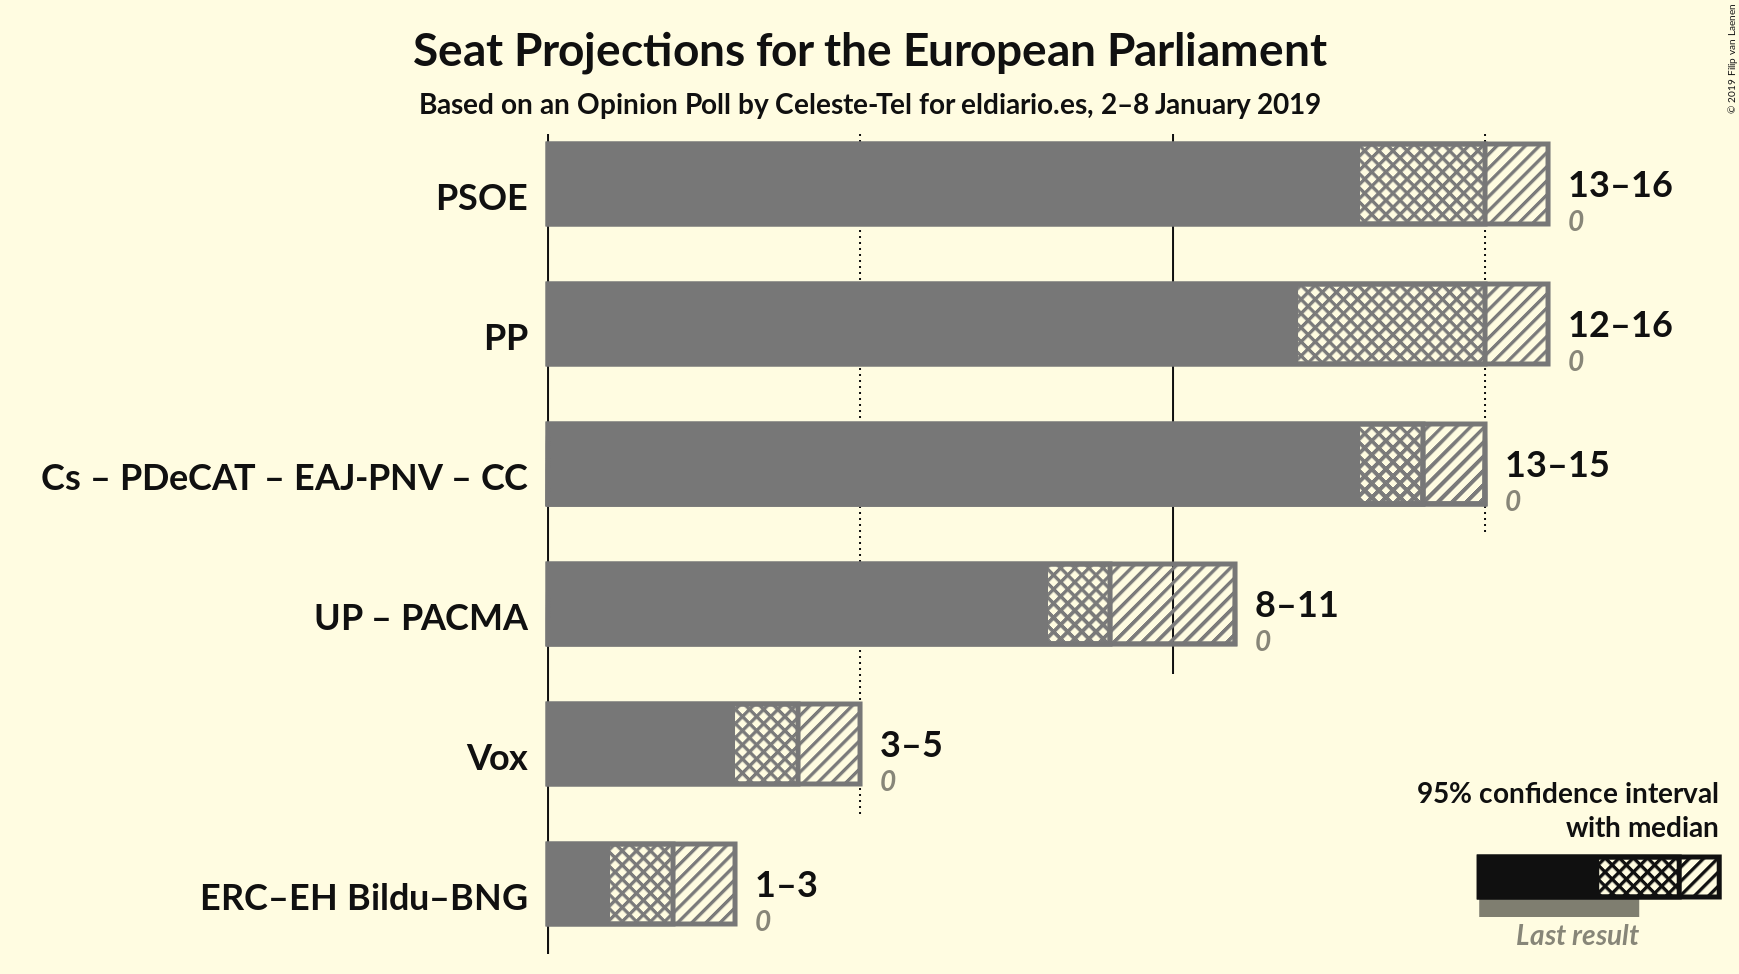 Seat Projections for the European Parliament
Based on an Opinion Poll by Celeste-Tel for eldiario.es, 2–8 January 2019
© 2019 Filip van Laenen
PSOE
13–16
0
PP
12–16
0
Cs – PDeCAT – EAJ-PNV – CC
13–15
0
UP – PACMA
8–11
0
Vox
3–5
0
ERC–EH Bildu–BNG
1–3
0
95% confidence interval
with median
Last result